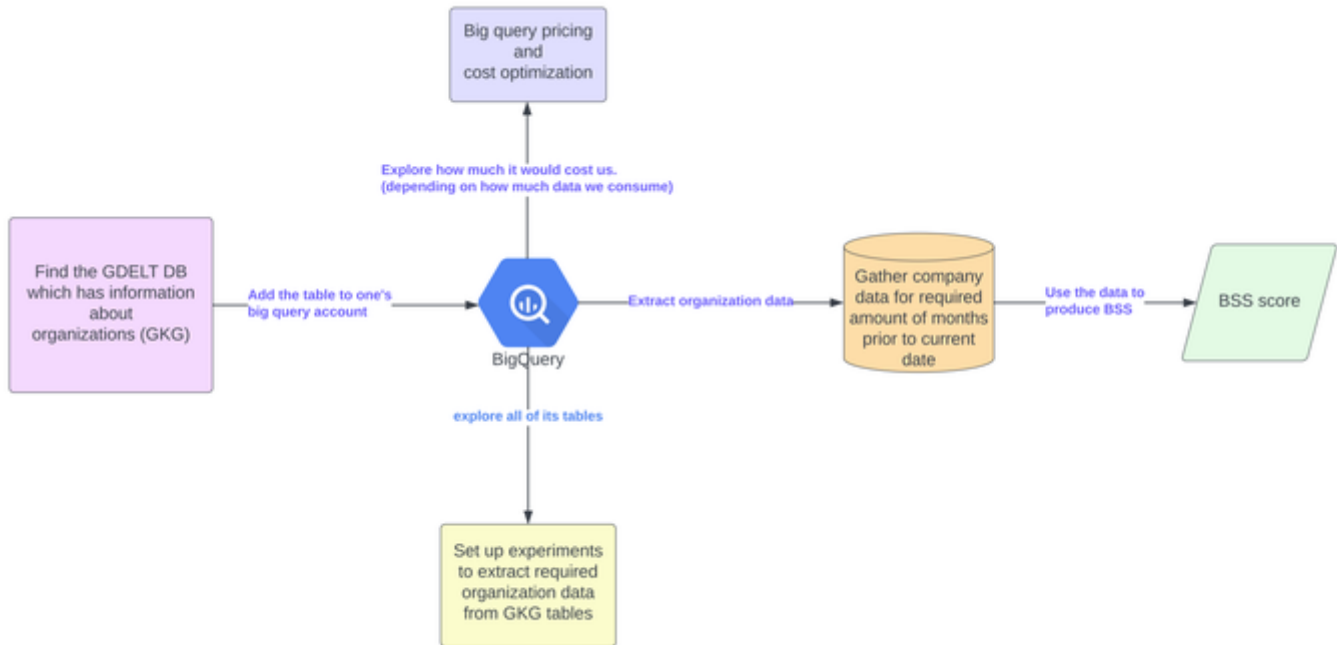 Big query pricing
and
cost optimization
Explore how much it would cost us.
(depending on how much data we consume)
Find the GDELT DB
which has information
about
organizations (GKG)
Add the table to one's
big query account
BigQuery
Extract organization data
Gather company
data for required
amount of months
prior to current
date
Use the data to
produce BSS
BSS score
explore all of its tables
Set up experiments
to extract required
organization data
from GKG tables